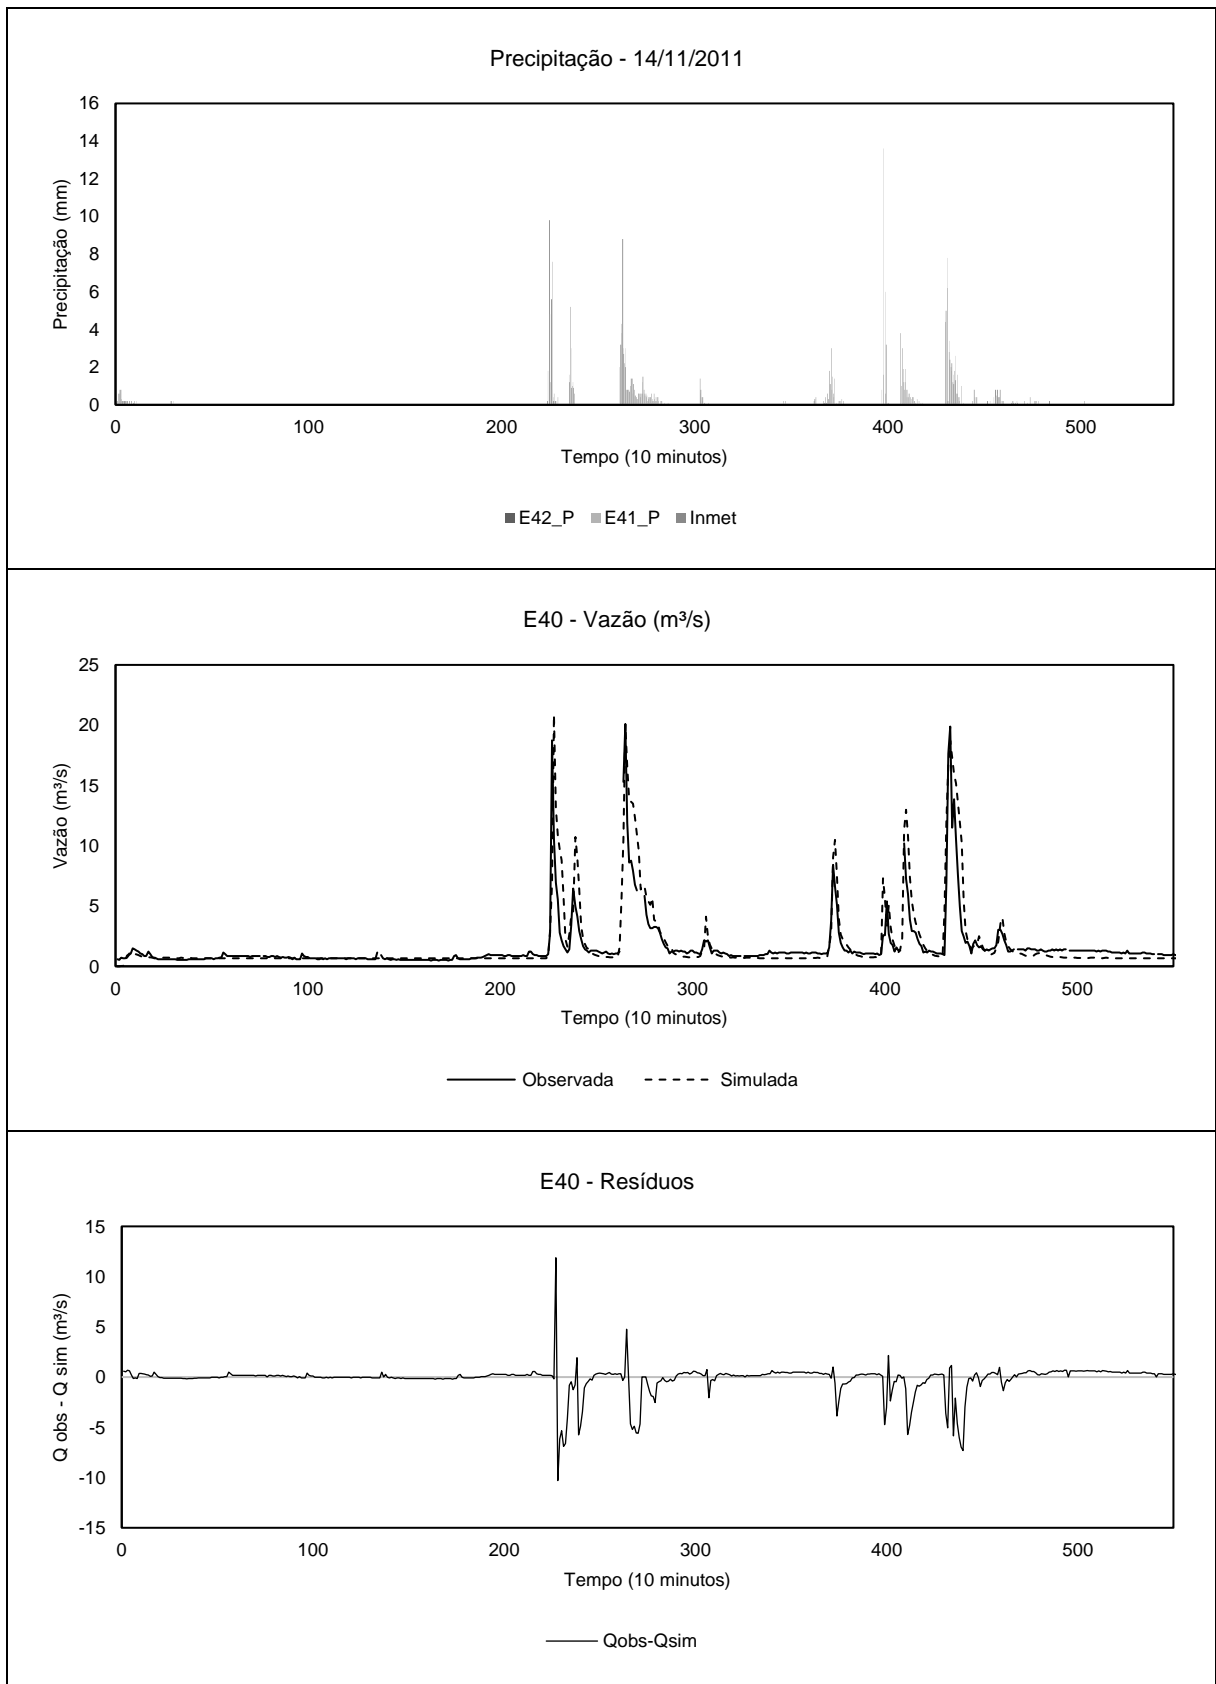 Precipitação - 14/11/2011
16
14
12
10
8
6
4
2
0
Precipitação (mm)
0 100 200 300 400 500
Tempo (10 minutos)
E42_P E41_P Inmet
E40 - Vazão (m³/s)
25
20
15
10
5
0
Vazão (m³/s)
0 100 200 300 400 500
Tempo (10 minutos)
Observada Simulada
E40 - Resíduos
15
10
5
0
-5
-10
-15
Q obs - Q sim (m³/s)
0 100 200 300 400 500
Tempo (10 minutos)
Qobs-Qsim